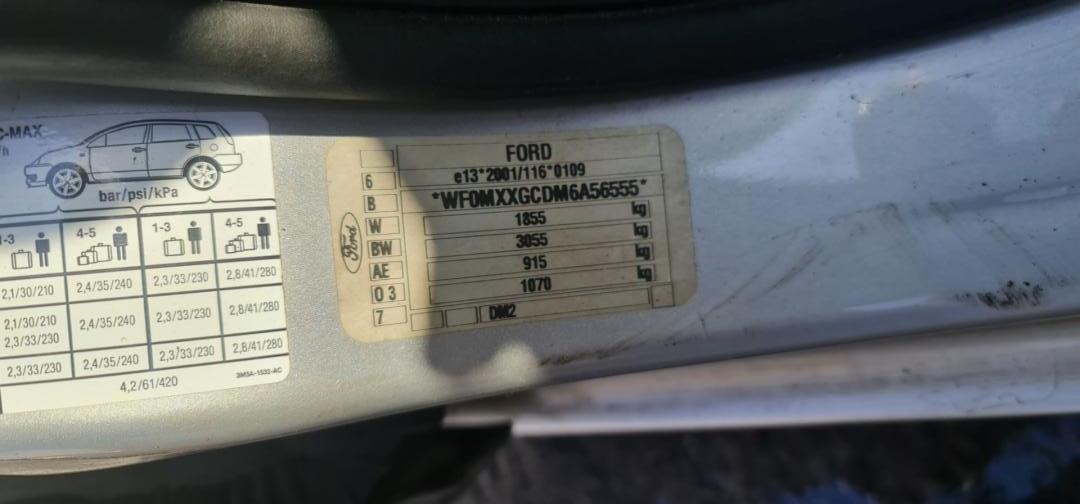 C-MAX
/h
bar/psi/kPa
1-3 4-5 1-3 4-5
2,1/30/210 2,4/35/240 2,3/33/230 2,8/41/280
2,1/30/210 2,4/35/240 2,3/33/230 2,8/41/280
2,3/33/230
2,3/33/230 2,4/35/240 2,3/33/230 2,8/41/280
4,2/61/420
3M5A-1532-AC
Ford
FORD
6 e13*2001/116*0109
B *WF0MXXGCDM6A56555*
W 1855 kg
BW 3055 kg
AE 915 kg
0 3 1070 kg
7 DM2